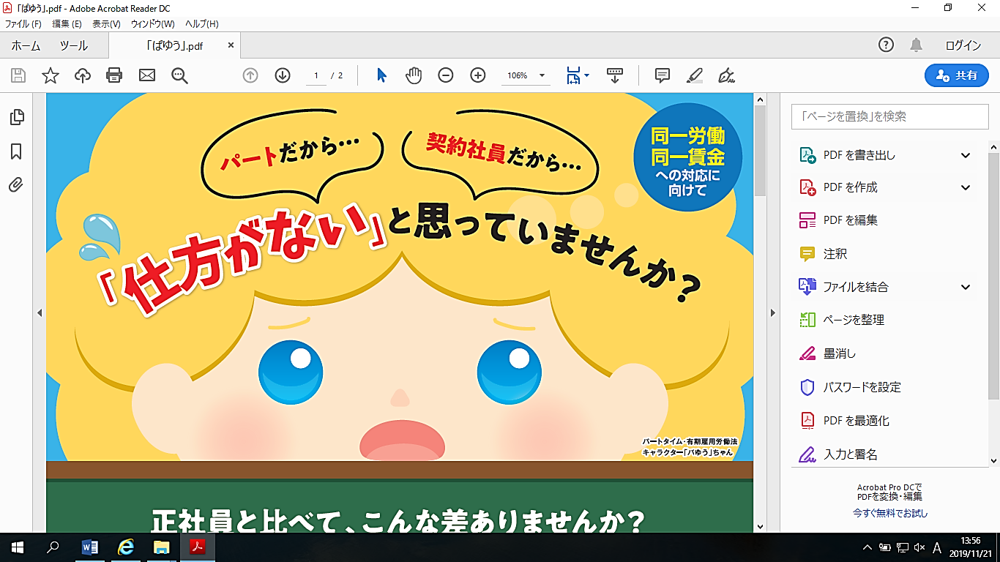 「ぱゆう」.pdf - Adobe Acrobat Reader DC
ファイル(F) 編集(E) 表示(V) ウィンドウ(W) ヘルプ(H)
ホーム ツール 「ぱゆう」.pdf × ? ログイン
1 / 2 106% 共有
パートだから…
契約社員だから…
同一労働
同一賃金
への対応に
向けて
「仕方がない」と思っていませんか?
パートタイム・有期雇用労働法
キャラクター「パゆう」ちゃん
正社員と比べて、こんな差ありませんか?
「ページを置換」を検索
PDF を書き出し
PDF を作成
PDF を編集
注釈
ファイルを結合
ページを整理
墨消し
パスワードを設定
PDF を最適化
入力と署名
Acrobat Pro DCで
PDFを変換・編集
今すぐ無料でお試し
A 13:56
2019/11/21